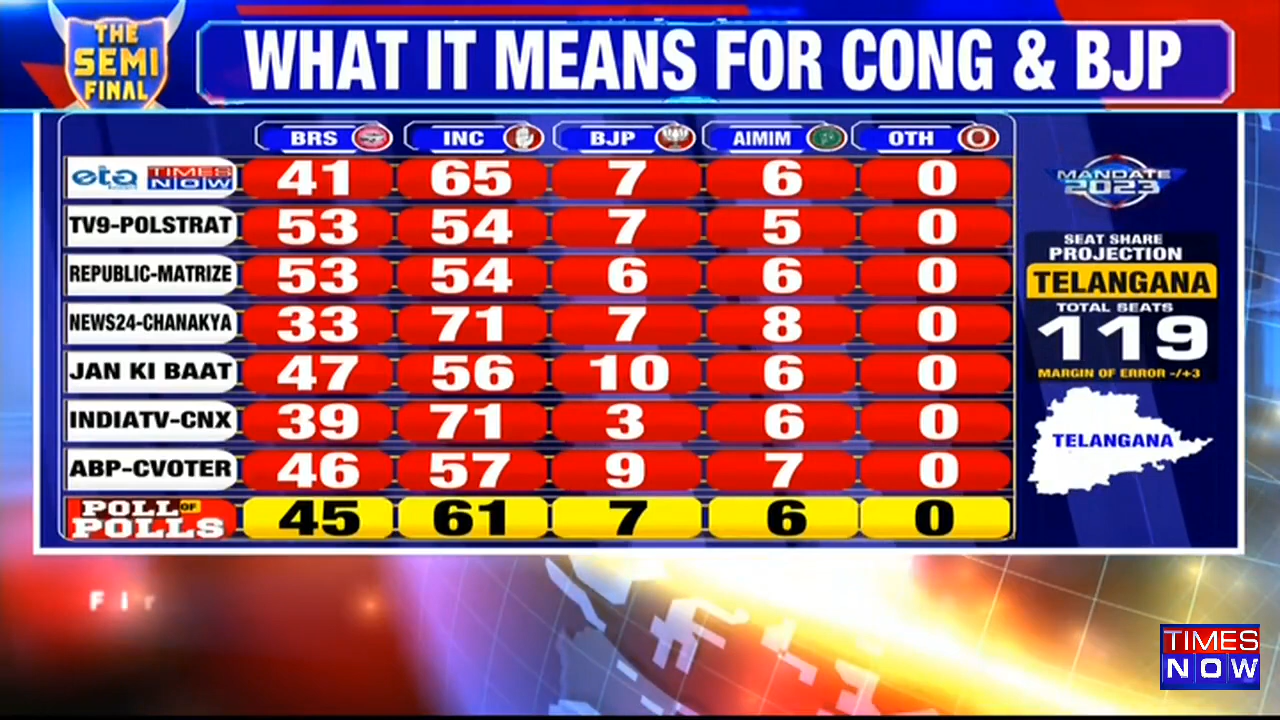 THE SEMI FINAL
WHAT IT MEANS FOR CONG & BJP
BRS INC BJP AIMIM OTH
etg TIMES NOW 41 65 7 6 0
TV9-POLSTRAT 53 54 7 5 0
REPUBLIC-MATRIZE 53 54 6 6 0
NEWS24-CHANAKYA 33 71 7 8 0
JAN KI BAAT 47 56 10 6 0
INDIATV-CNX 39 71 3 6 0
ABP-CVOTER 46 57 9 7 0
POLL OF POLLS 45 61 7 6 0
MANDATE 2023
SEAT SHARE
PROJECTION
TELANGANA
TOTAL SEATS
119
MARGIN OF ERROR -/+3
TELANGANA
Fir
TIMES NOW